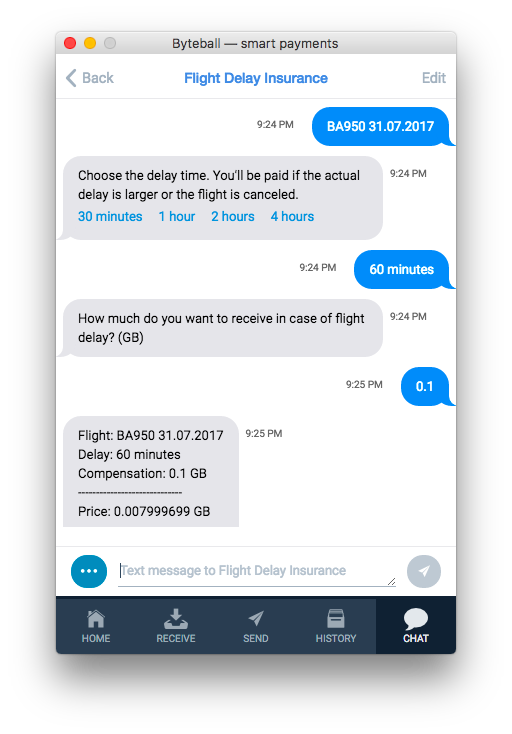 Byteball — smart payments
Back
Flight Delay Insurance
Edit
9:24 PM
BA950 31.07.2017
Choose the delay time. You'll be paid if the actual
delay is larger or the flight is canceled.
30 minutes 1 hour 2 hours 4 hours
9:24 PM
9:24 PM
60 minutes
How much do you want to receive in case of flight
delay? (GB)
9:24 PM
9:25 PM
0.1
Flight: BA950 31.07.2017
Delay: 60 minutes
Compensation: 0.1 GB
-----------------------------
Price: 0.007999699 GB
9:25 PM
Text message to Flight Delay Insurance
HOME
RECEIVE
SEND
HISTORY
CHAT